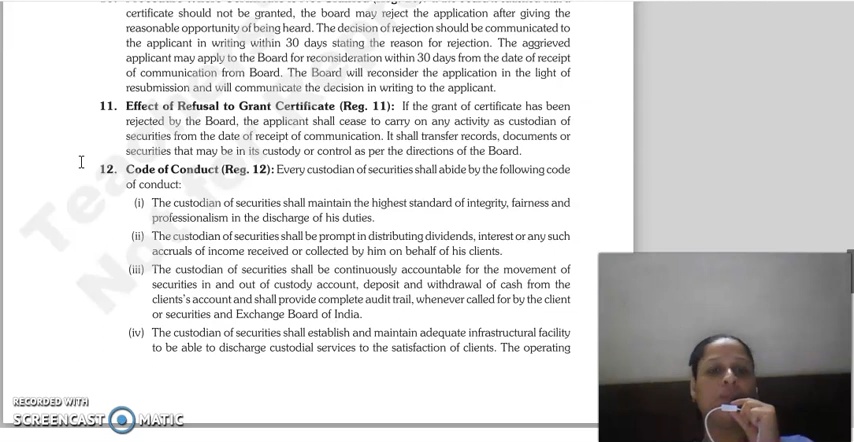 certificate should not be granted, the board may reject the application after giving the
reasonable opportunity of being heard. The decision of rejection should be communicated to
the applicant in writing within 30 days stating the reason for rejection. The aggrieved
applicant may apply to the Board for reconsideration within 30 days from the date of receipt
of communication from Board. The Board will reconsider the application in the light of
resubmission and will communicate the decision in writing to the applicant.
11. Effect of Refusal to Grant Certificate (Reg. 11): If the grant of certificate has been
rejected by the Board, the applicant shall cease to carry on any activity as custodian of
securities from the date of receipt of communication. It shall transfer records, documents or
securities that may be in its custody or control as per the directions of the Board.
12. Code of Conduct (Reg. 12): Every custodian of securities shall abide by the following code
of conduct:
(i) The custodian of securities shall maintain the highest standard of integrity, fairness and
professionalism in the discharge of his duties.
(ii) The custodian of securities shall be prompt in distributing dividends, interest or any such
accruals of income received or collected by him on behalf of his clients.
(iii) The custodian of securities shall be continuously accountable for the movement of
securities in and out of custody account, deposit and withdrawal of cash from the
clients's account and shall provide complete audit trail, whenever called for by the client
or securities and Exchange Board of India.
(iv) The custodian of securities shall establish and maintain adequate infrastructural facility
to be able to discharge custodial services to the satisfaction of clients. The operating
RECORDED WITH
SCREENCAST MATIC